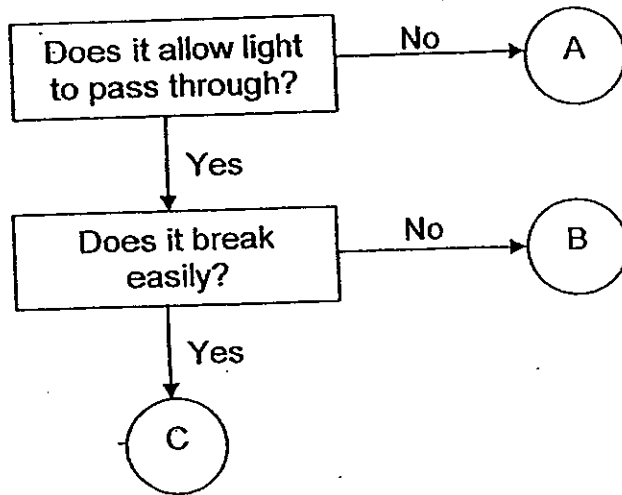 Does it allow light
to pass through?
No
A
Yes
Does it break
easily?
No
B
Yes
C